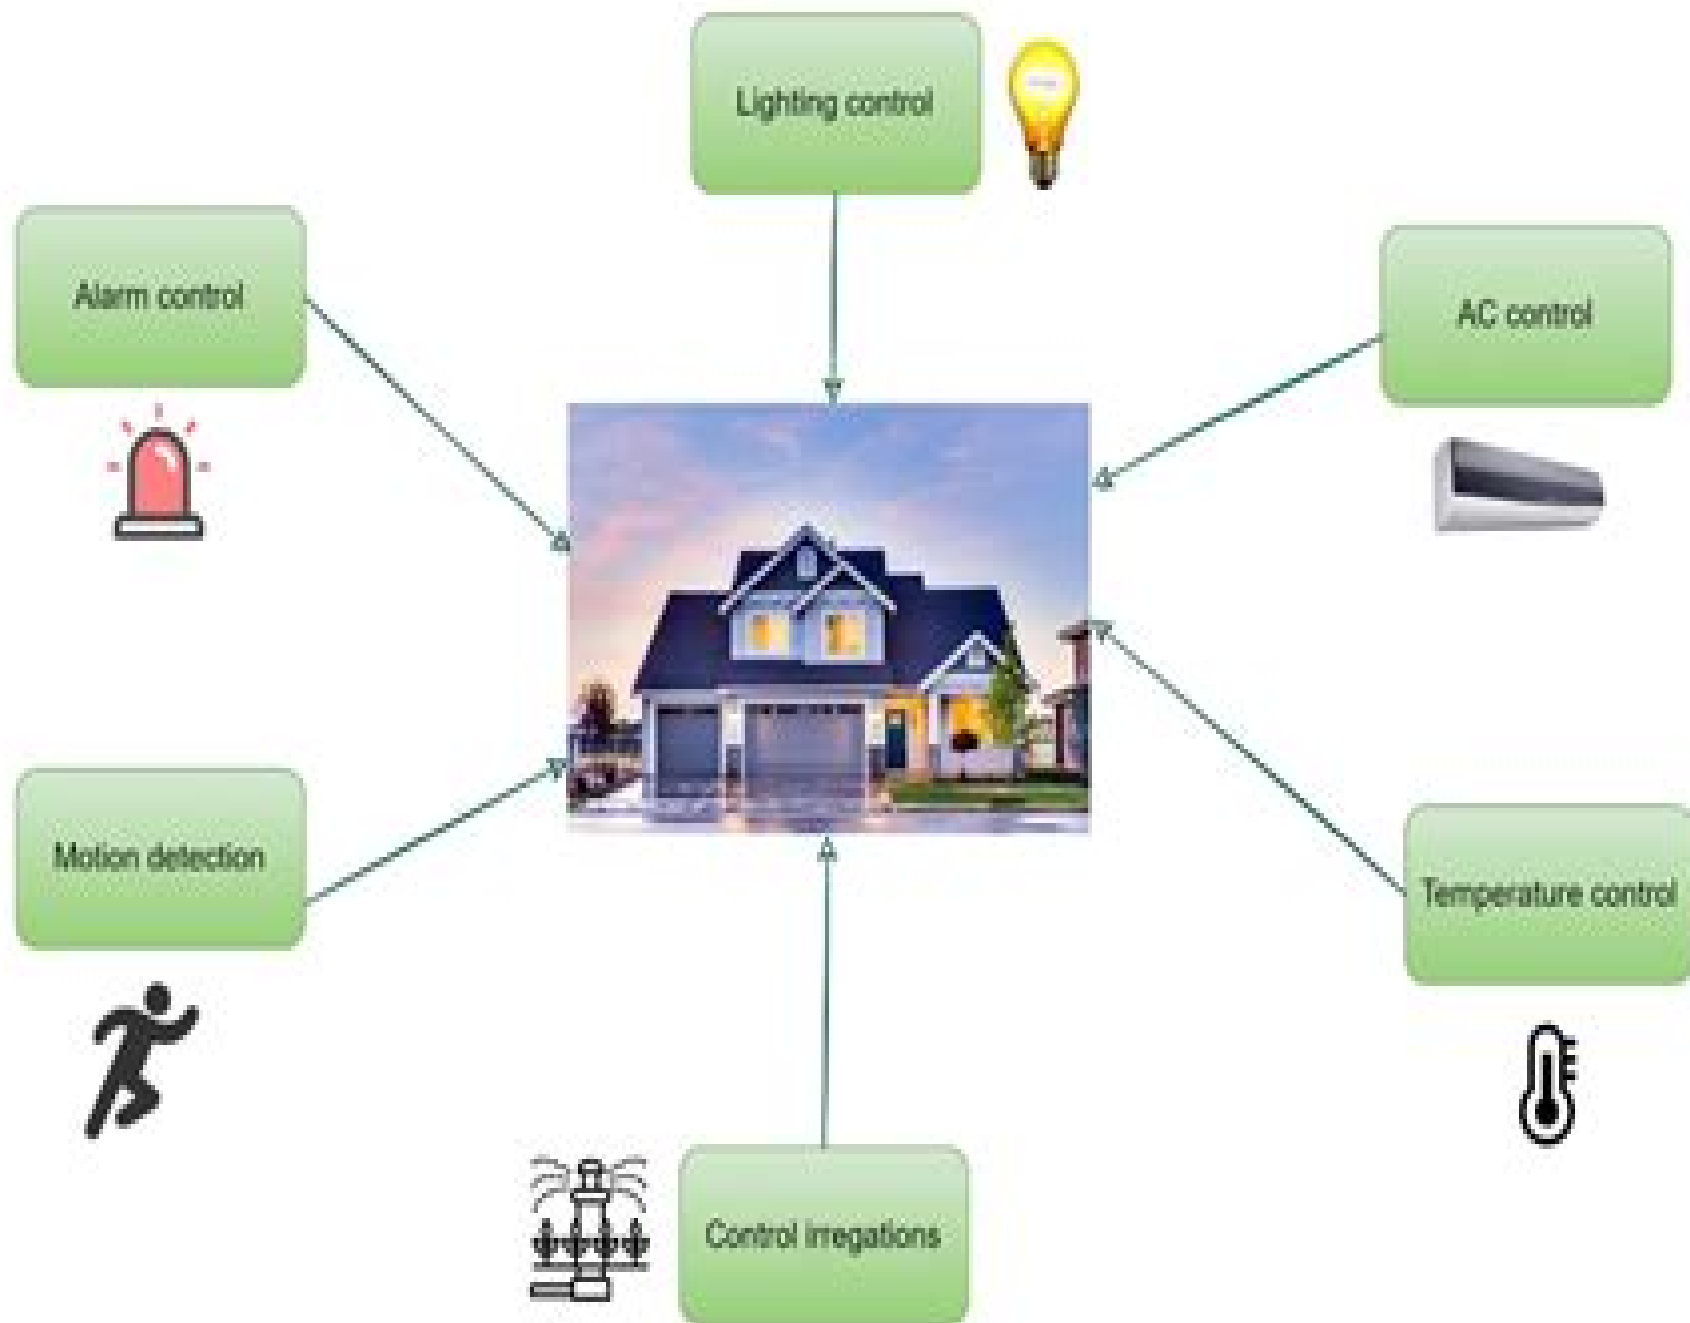 Lighting control
Alarm control
AC control
Motion detection
Temperature control
Control irregations